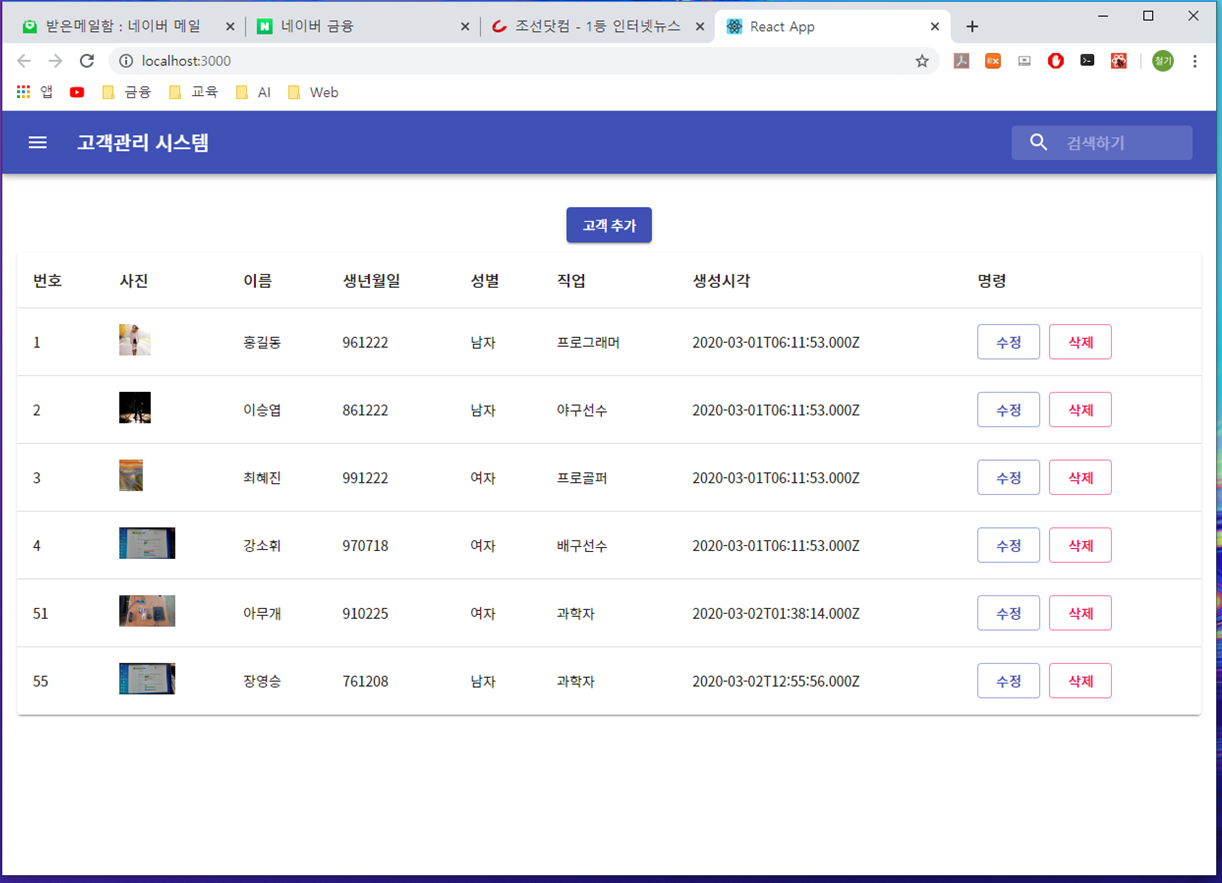 받은메일함 : 네이버 메일 네이버 금융 조선닷컴 - 1등 인터넷뉴스 React App
localhost:3000 EX 철기
앱 금융 교육 AI Web
고객관리 시스템 검색하기
고객 추가
번호 사진 이름 생년월일 성별 직업 생성시각 명령
1 홍길동 961222 남자 프로그래머 2020-03-01T06:11:53.000Z 수정 삭제
2 이승엽 861222 남자 야구선수 2020-03-01T06:11:53.000Z 수정 삭제
3 최혜진 991222 여자 프로골퍼 2020-03-01T06:11:53.000Z 수정 삭제
4 강소휘 970718 여자 배구선수 2020-03-01T06:11:53.000Z 수정 삭제
51 아무개 910225 여자 과학자 2020-03-02T01:38:14.000Z 수정 삭제
55 장영승 761208 남자 과학자 2020-03-02T12:55:56.000Z 수정 삭제